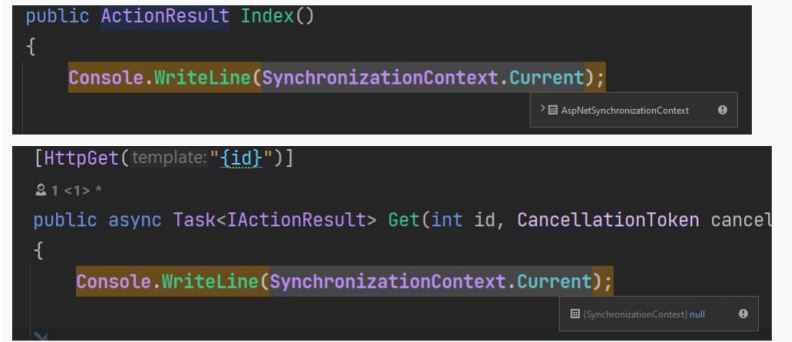 public ActionResult Index()
{
Console.WriteLine(SynchronizationContext.Current);
AspNetSynchronizationContext
[HttpGet(template:"{id}")]
1 <1> *
public async Task<IActionResult> Get(int id, CancellationToken cancel
{
Console.WriteLine(SynchronizationContext.Current);
{SynchronizationContext} null